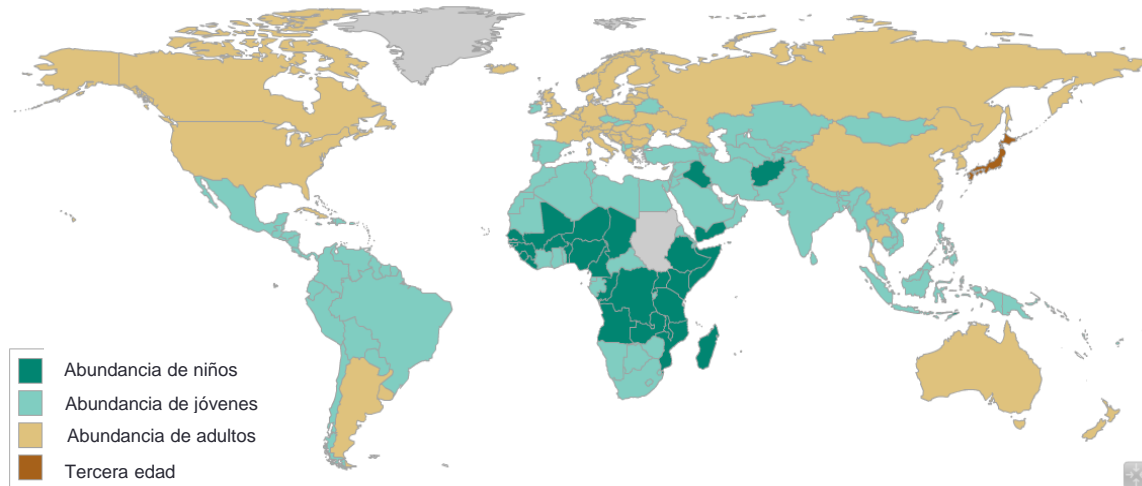 Abundancia de niños
Abundancia de jóvenes
Abundancia de adultos
Tercera edad